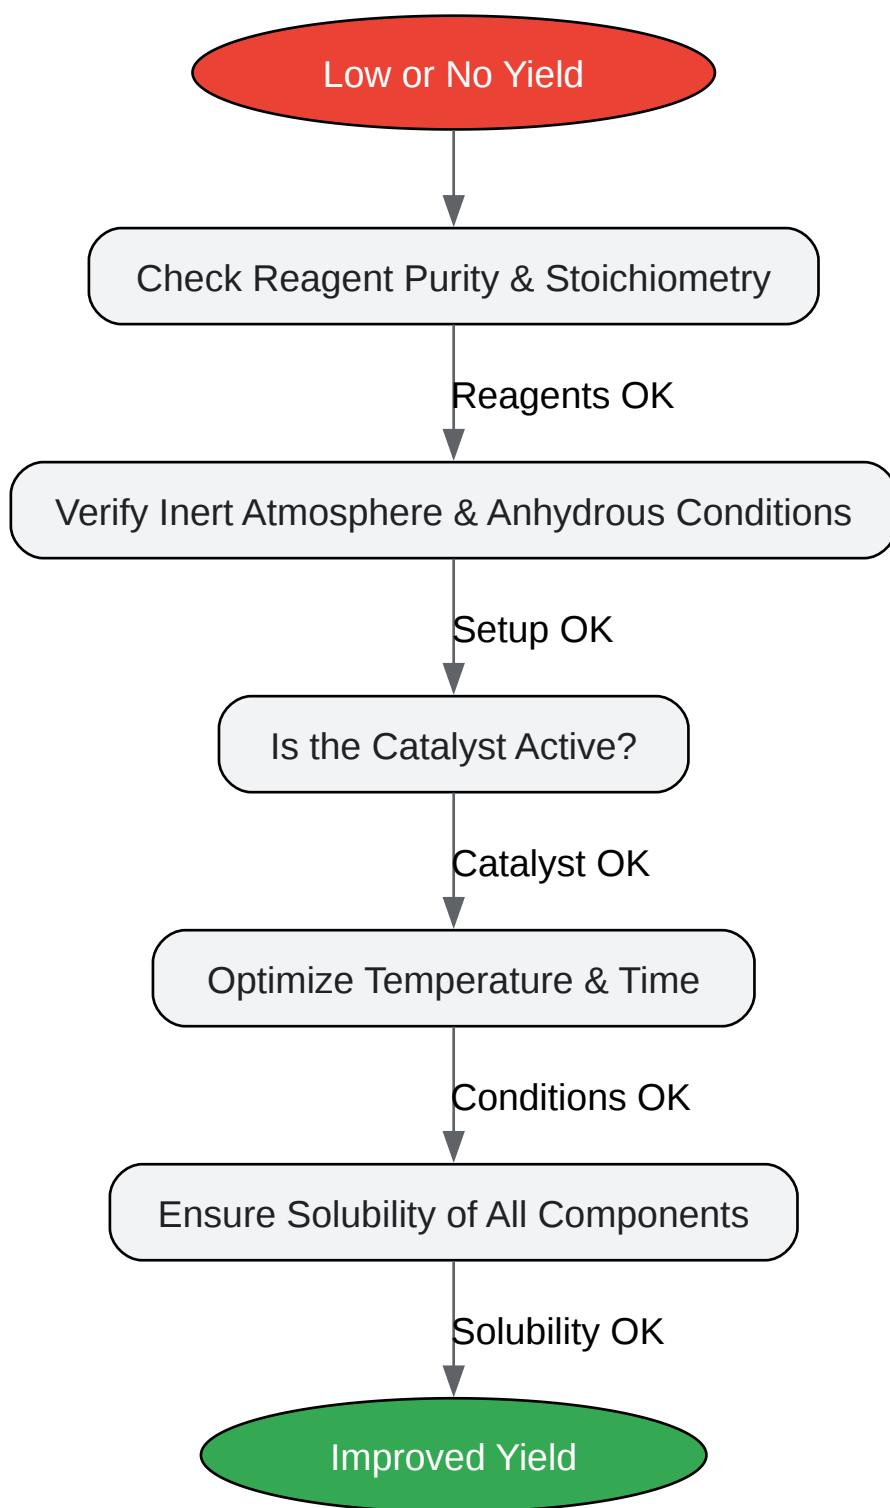 Low or No Yield
Check Reagent Purity & Stoichiometry
Reagents OK
Verify Inert Atmosphere & Anhydrous Conditions
Setup OK
Is the Catalyst Active?
Catalyst OK
Optimize Temperature & Time
Conditions OK
Ensure Solubility of All Components
Solubility OK
Improved Yield